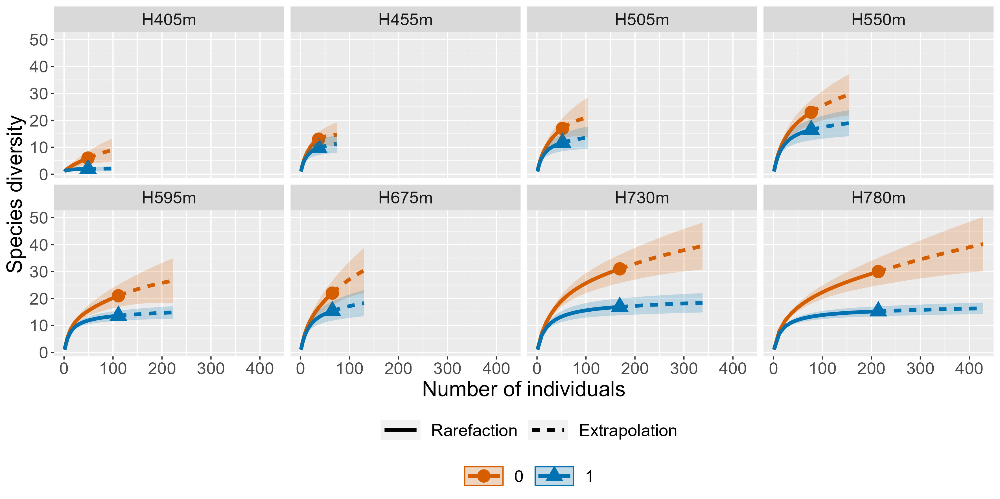 H405m H455m H505m H550m
50
40
30
20
10
0
H595m H675m H730m H780m
50
40
30
20
10
0
Species diversity
0 100 200 300 400 0 100 200 300 400 0 100 200 300 400 0 100 200 300 400
Number of individuals
Rarefaction Extrapolation
0 1